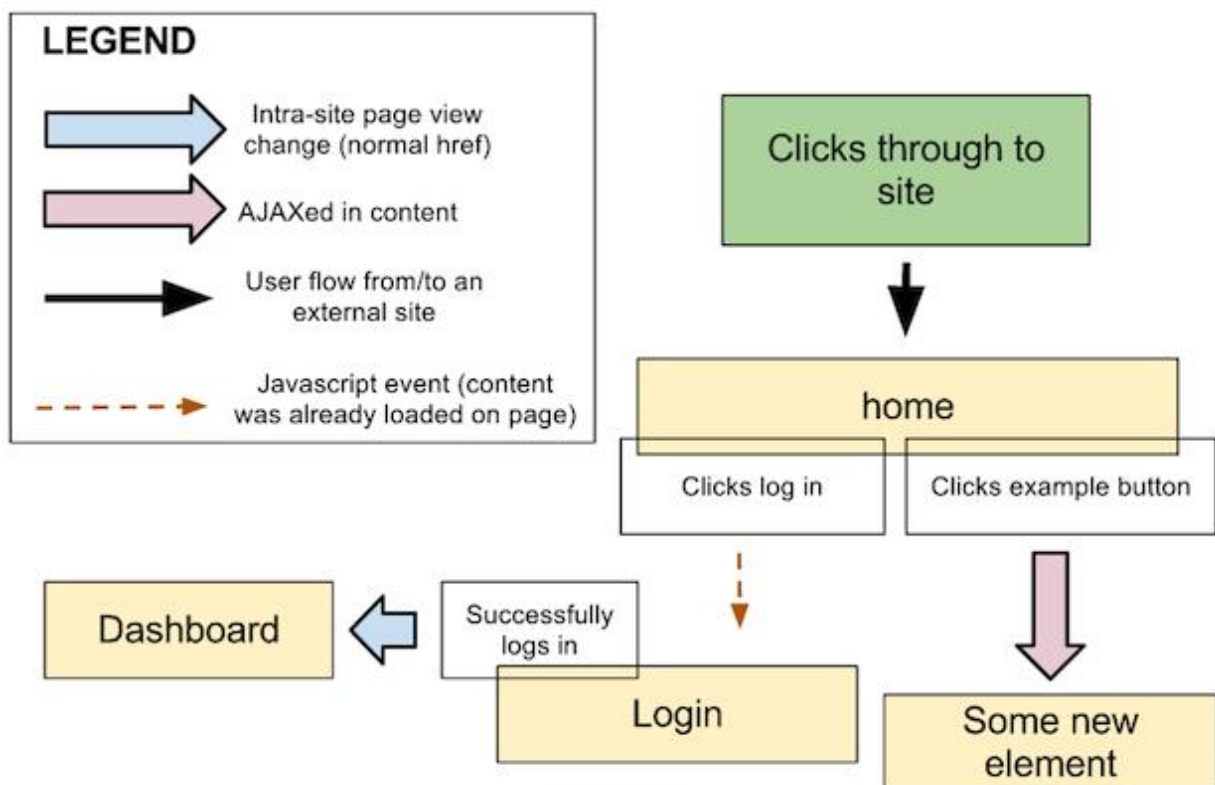 LEGEND
Intra-site page view
change (normal href)
AJAXed in content
User flow from/to an
external site
Javascript event (content
was already loaded on page)
Clicks through to
site
home
Clicks log in
Clicks example button
Dashboard
Successfully
logs in
Login
Some new
element